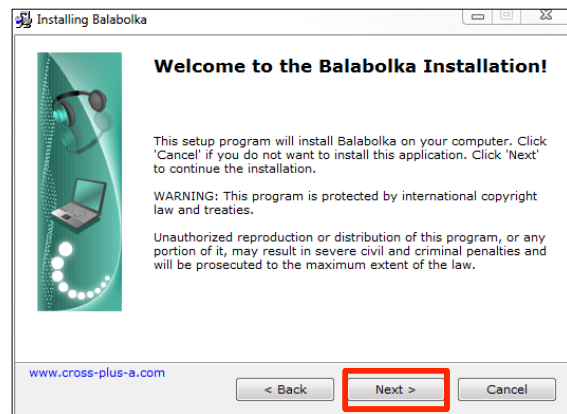 Installing Balabolka
Welcome to the Balabolka Installation!
This setup program will install Balabolka on your computer. Click
'Cancel' if you do not want to install this application. Click 'Next'
to continue the installation.
WARNING: This program is protected by international copyright
law and treaties.
Unauthorized reproduction or distribution of this program, or any
portion of it, may result in severe civil and criminal penalties and
will be prosecuted to the maximum extent of the law.
www.cross-plus-a.com
< Back Next > Cancel